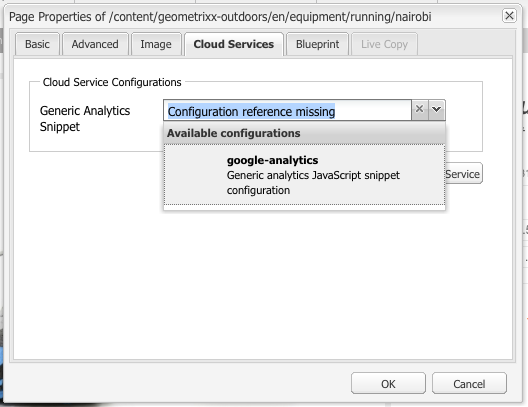 Page Properties of /content/geometrixx-outdoors/en/equipment/running/nairobi
Basic Advanced Image Cloud Services Blueprint Live Copy
Cloud Service Configurations
Generic Analytics Snippet
Configuration reference missing
Available configurations
google-analytics
Generic analytics JavaScript snippet
configuration
Service
OK Cancel